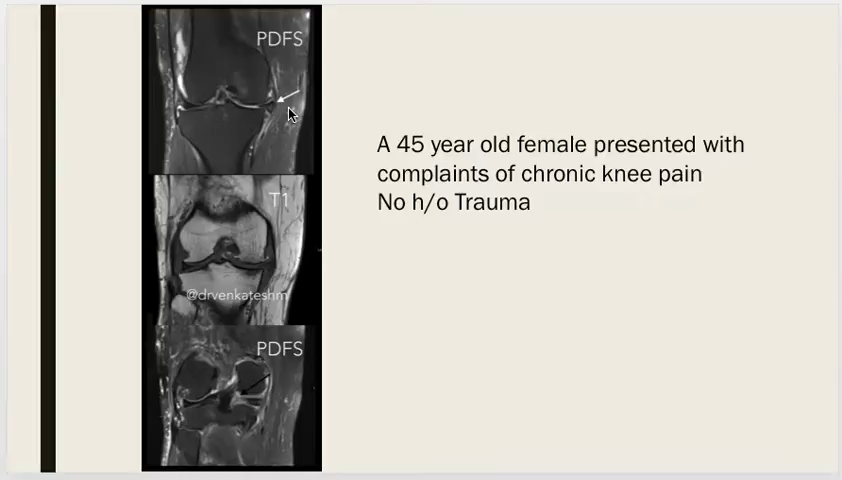 PDFS
A 45 year old female presented with
complaints of chronic knee pain
No h/o Trauma
T1
@drvenkateshm
PDFS